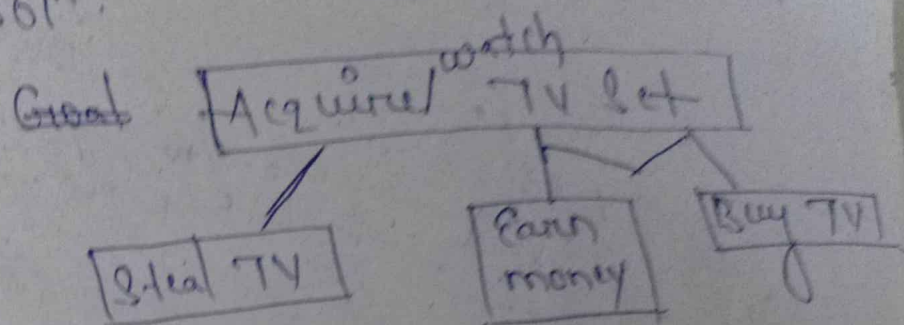 Goal
watch
Acquire/ TV Set
Steal TV
Earn
money
Buy TV